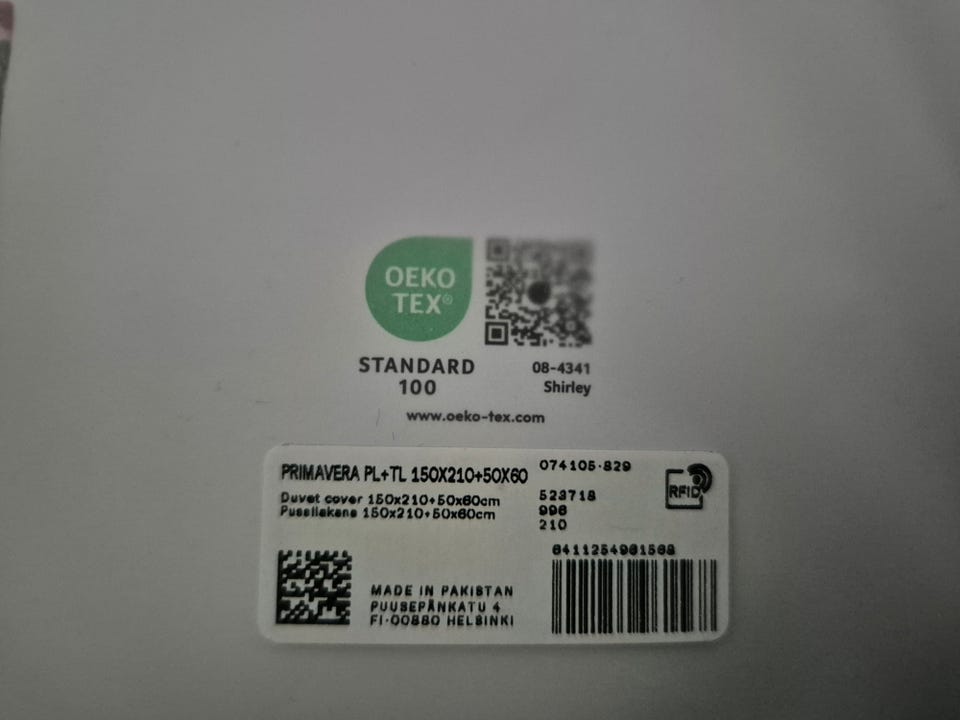 OEKO
TEX®
STANDARD
100
08-4341
Shirley
www.oeko-tex.com
PRIMAVERA PL+TL 150X210+50X60
Duvet cover 150x210+50x60cm
Pussilakana 150x210+50x60cm
074105-829
523718
996
210
RFID
6411254961568
MADE IN PAKISTAN
PUUSEPÄNKATU 4
FI-00880 HELSINKI